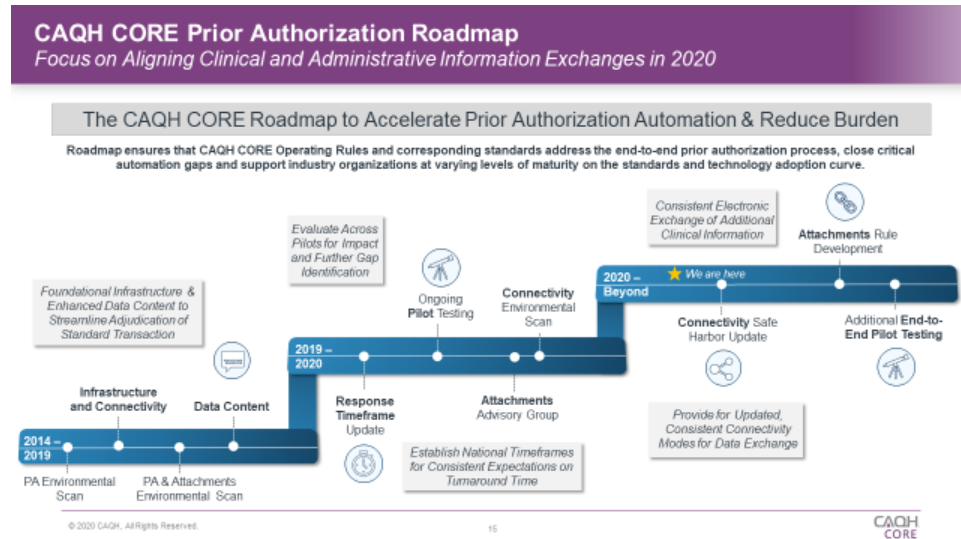 CAQH CORE Prior Authorization Roadmap
Focus on Aligning Clinical and Administrative Information Exchanges in 2020
The CAQH CORE Roadmap to Accelerate Prior Authorization Automation & Reduce Burden
Roadmap ensures that CAQH CORE Operating Rules and corresponding standards address the end-to-end prior authorization process, close critical
automation gaps and support industry organizations at varying levels of maturity on the standards and technology adoption curve.
Foundational Infrastructure &
Enhanced Data Content to
Streamline Adjudication of
Standard Transaction
Infrastructure
and Connectivity
Data Content
2014 –
2019
PA Environmental
Scan
PA & Attachments
Environmental Scan
Evaluate Across
Pilots for Impact
and Further Gap
Identification
Ongoing
Pilot Testing
Connectivity
Environmental
Scan
2019 –
2020
Response
Timeframe
Update
Attachments
Advisory Group
Establish National Timeframes
for Consistent Expectations on
Turnaround Time
Consistent Electronic
Exchange of Additional
Clinical Information
Attachments Rule
Development
2020 –
Beyond
We are here
Connectivity Safe
Harbor Update
Additional End-to-
End Pilot Testing
Provide for Updated,
Consistent Connectivity
Modes for Data Exchange
© 2020 CAQH, All Rights Reserved.
15
CAQH
CORE